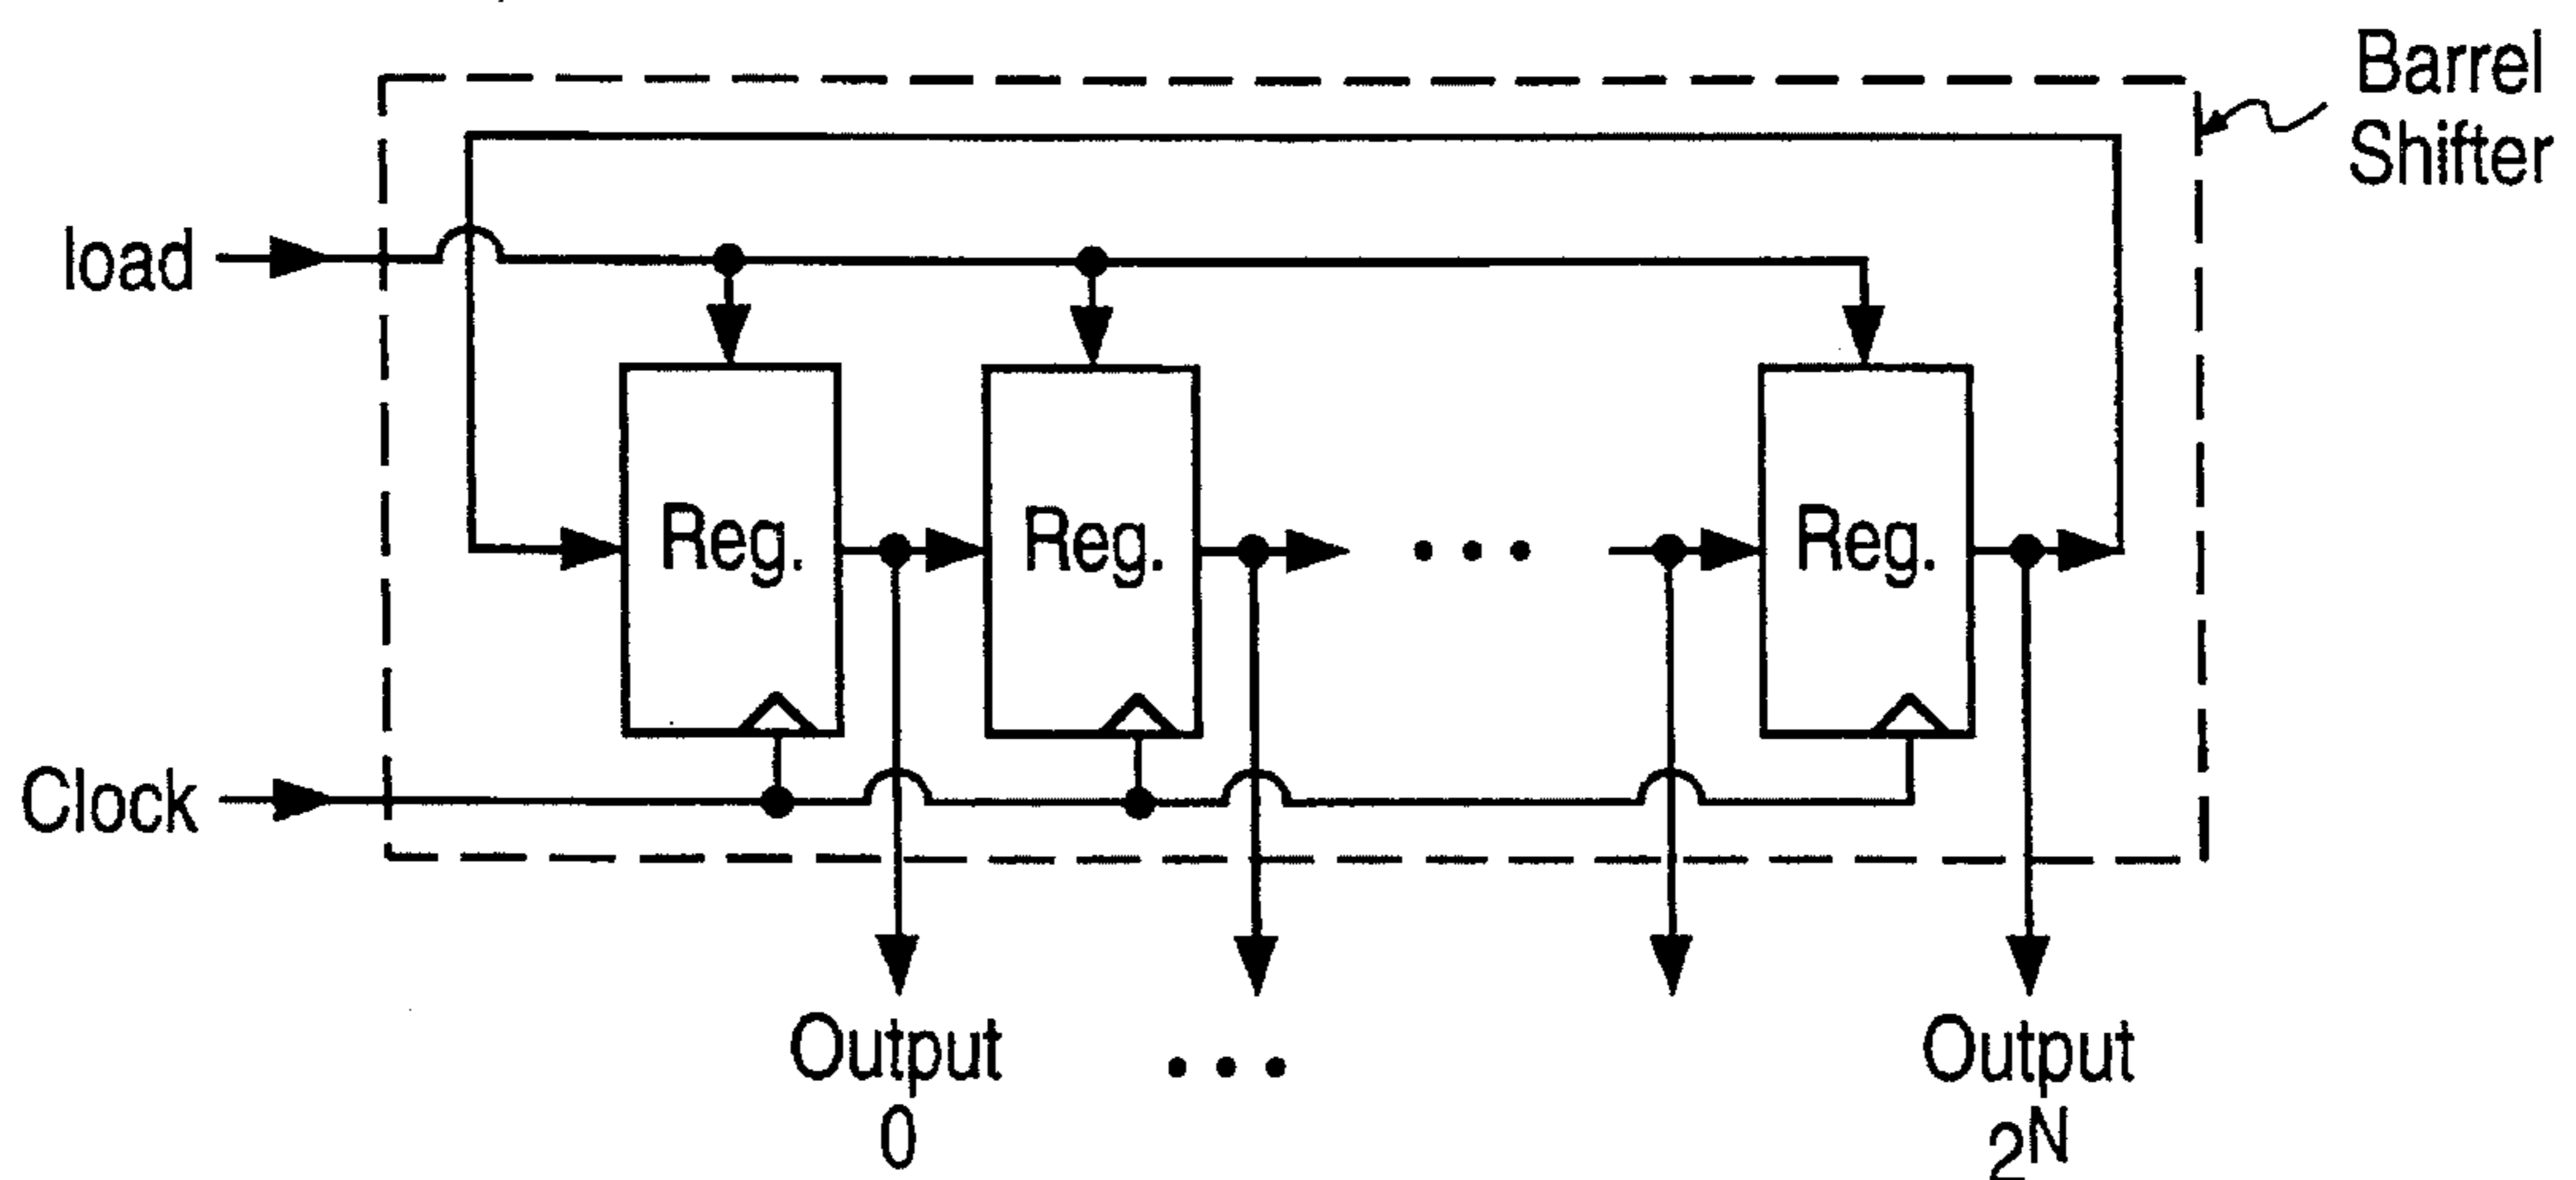 Barrel
Shifter
load
Reg.
Reg.
• • •
Reg.
Clock
Output
0
• • •
Output
2ᴺ